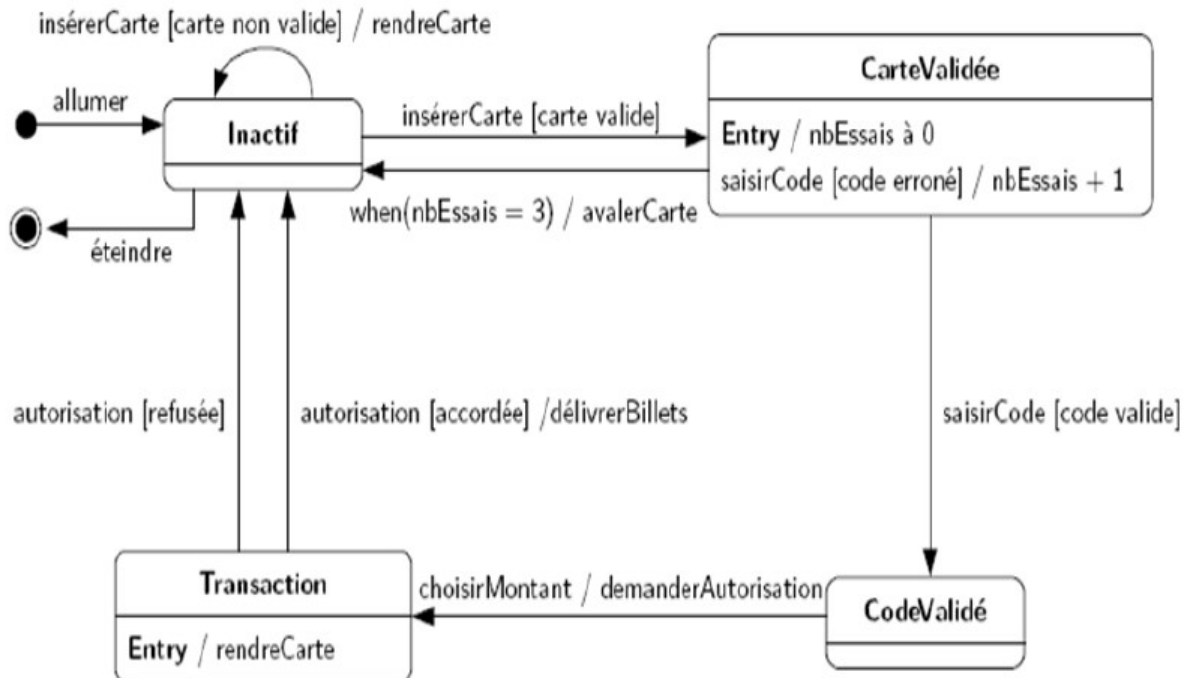 insérerCarte [carte non valide] / rendreCarte
allumer
Inactif
insérerCarte [carte valide]
CarteValidée
Entry / nbEssais à 0
saisirCode [code erroné] / nbEssais + 1
when(nbEssais = 3) / avalerCarte
éteindre
autorisation [refusée]
autorisation [accordée] /délivrerBillets
saisirCode [code valide]
Transaction
Entry / rendreCarte
choisirMontant / demanderAutorisation
CodeValidé